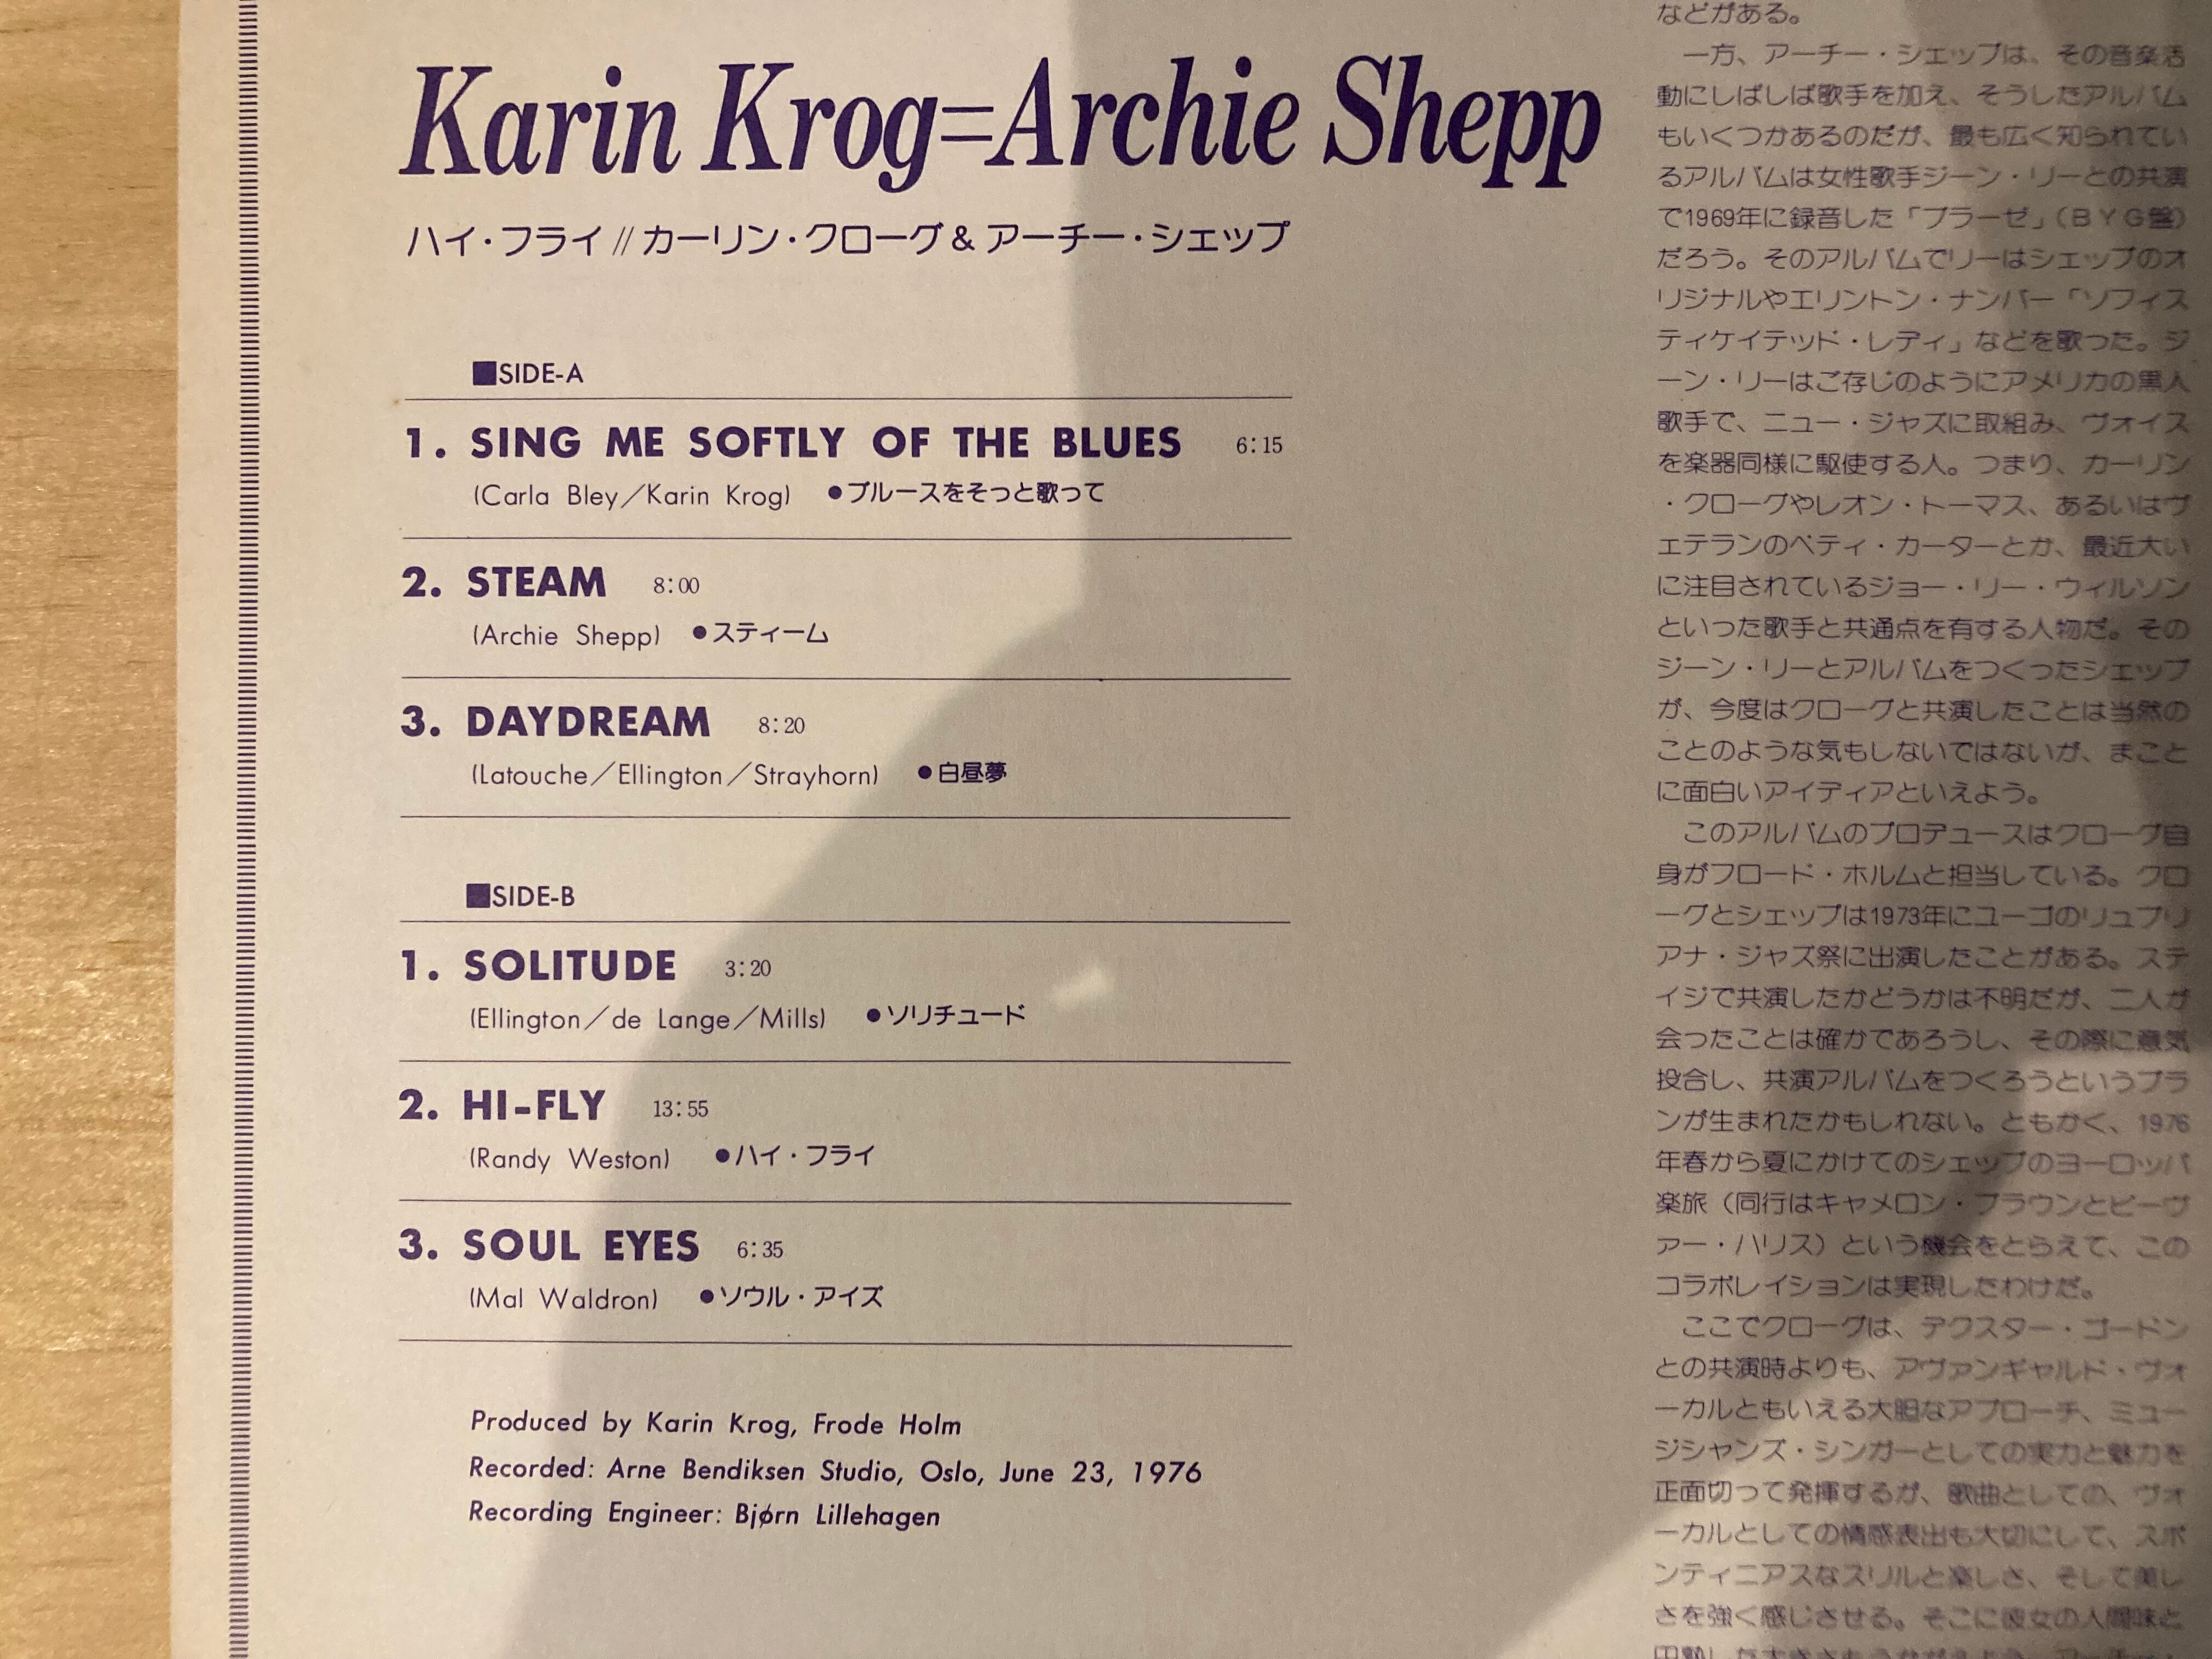 Karin Krog=Archie Shepp
ハイ・フライ//カーリン・クローグ&アーチー・シェップ
■SIDE-A
1. SING ME SOFTLY OF THE BLUES 6:15
(Carla Bley/Karin Krog) ●ブルースをそっと歌って
2. STEAM 8:00
(Archie Shepp) ●スティーム
3. DAYDREAM 8:20
(Latouche/Ellington/Strayhorn) ●白昼夢
■SIDE-B
1. SOLITUDE 3:20
(Ellington/de Lange/Mills) ●ソリチュード
2. HI-FLY 13:55
(Randy Weston) ●ハイ・フライ
3. SOUL EYES 6:35
(Mal Waldron) ●ソウル・アイズ
Produced by Karin Krog, Frode Holm
Recorded: Arne Bendiksen Studio, Oslo, June 23, 1976
Recording Engineer: Bjørn Lillehagen
などがある。
一方、アーチー・シェップは、その音楽活
動にしばしば歌手を加え、そうしたアルバム
もいくつかあるのだが、最も広く知られてい
るアルバムは女性歌手ジーン・リーとの共演
で1969年に録音した「ブラーゼ」(BYG盤)
だろう。そのアルバムでリーはシェップのオ
リジナルやエリントン・ナンバー「ソフィス
ティケイテッド・レディ」などを歌った。ジ
ーン・リーはご存じのようにアメリカの黒人
歌手で、ニュー・ジャズに取組み、ヴォイス
を楽器同様に駆使する人。つまり、カーリン
・クローグやレオン・トーマス、あるいはヴ
ェテランのベティ・カーターとか、最近大い
に注目されているジョー・リー・ウィルソン
といった歌手と共通点を有する人物だ。その
ジーン・リーとアルバムをつくったシェップ
が、今度はクローグと共演したことは当然の
ことのような気もしないではないが、まこと
に面白いアイディアといえよう。
このアルバムのプロデュースはクローグ自
身がフロード・ホルムと担当している。クロ
ーグとシェップは1973年にユーゴのリュブリ
アナ・ジャズ祭に出演したことがある。ステ
イジで共演したかどうかは不明だが、二人が
会ったことは確かであろうし、その際に意気
投合し、共演アルバムをつくろうというプラ
ンが生まれたかもしれない。ともかく、1976
年春から夏にかけてのシェップのヨーロッパ
楽旅(同行はキャメロン・ブラウンとビーヴ
ァー・ハリス)という機会をとらえて、この
コラボレイションは実現したわけだ。
ここでクローグは、デクスター・ゴードン
との共演時よりも、アヴァンギャルド・ヴォ
ーカルともいえる大胆なアプローチ、ミュー
ジシャンズ・シンガーとしての実力と魅力を
正面切って発揮するが、歌曲としての、ヴォ
ーカルとしての情感表出も大切にして、スポ
ンティニアスなスリルと楽しさ、そして美し
さを強く感じさせる。そこに彼女の人間味と